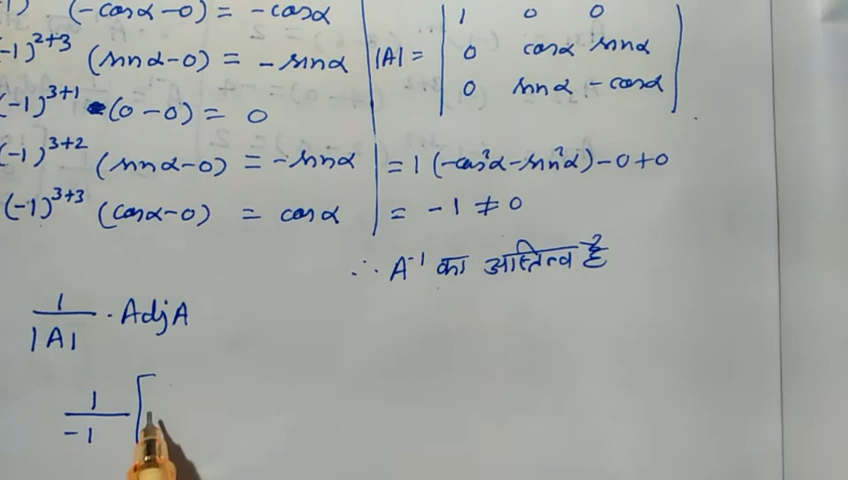 (-cosα-0) = -cosα
-1)²⁺³ (sinα-0) = -sinα
(-1)³⁺¹ (0-0) = 0
(-1)³⁺² (sinα-0) = -sinα
(-1)³⁺³ (cosα-0) = cosα
|A| = | 1 0 0 |
| 0 cosα sinα |
| 0 sinα -cosα |
= 1 (-cos²α-sin²α)-0+0
= -1 ≠ 0
∴ A⁻¹ का अस्तित्व है
1/|A| · AdjA
1/-1 [